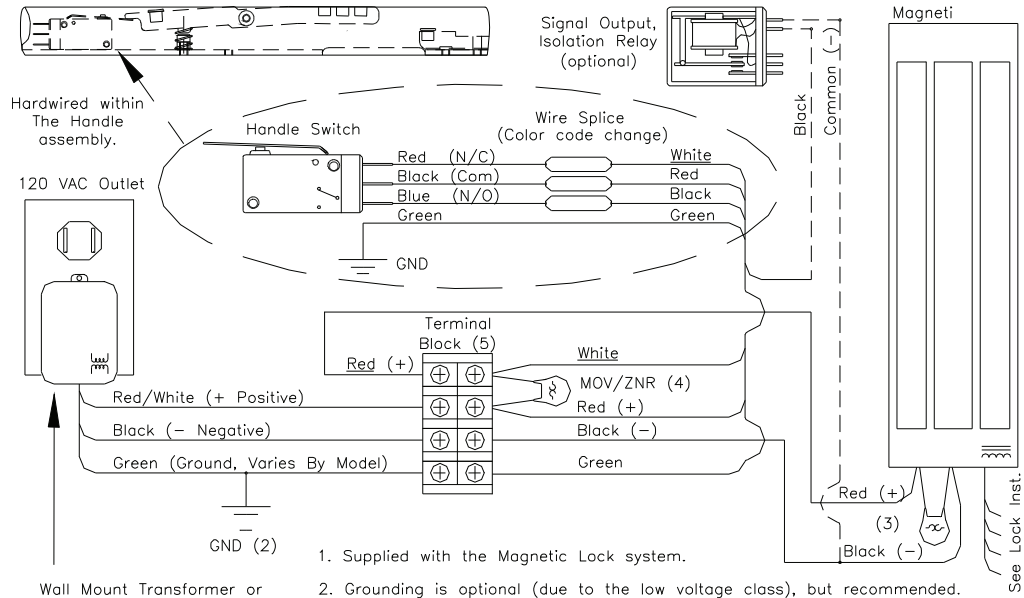 Magneti
Signal Output,
Isolation Relay
(optional)
Hardwired within
The Handle
assembly.
Handle Switch
Wire Splice
(Color code change)
Black
Common (-)
Red (N/C)
White
Black (Com)
Red
Blue (N/O)
Black
Green
Green
GND
120 VAC Outlet
Terminal
Block (5)
Red (+)
White
MOV/ZNR (4)
Red/White (+ Positive)
Red (+)
Black (- Negative)
Black (-)
Green (Ground, Varies By Model)
Green
GND (2)
Red (+)
(3)
Black (-)
See Lock Inst.
1. Supplied with the Magnetic Lock system.
Wall Mount Transformer or
2. Grounding is optional (due to the low voltage class), but recommended.